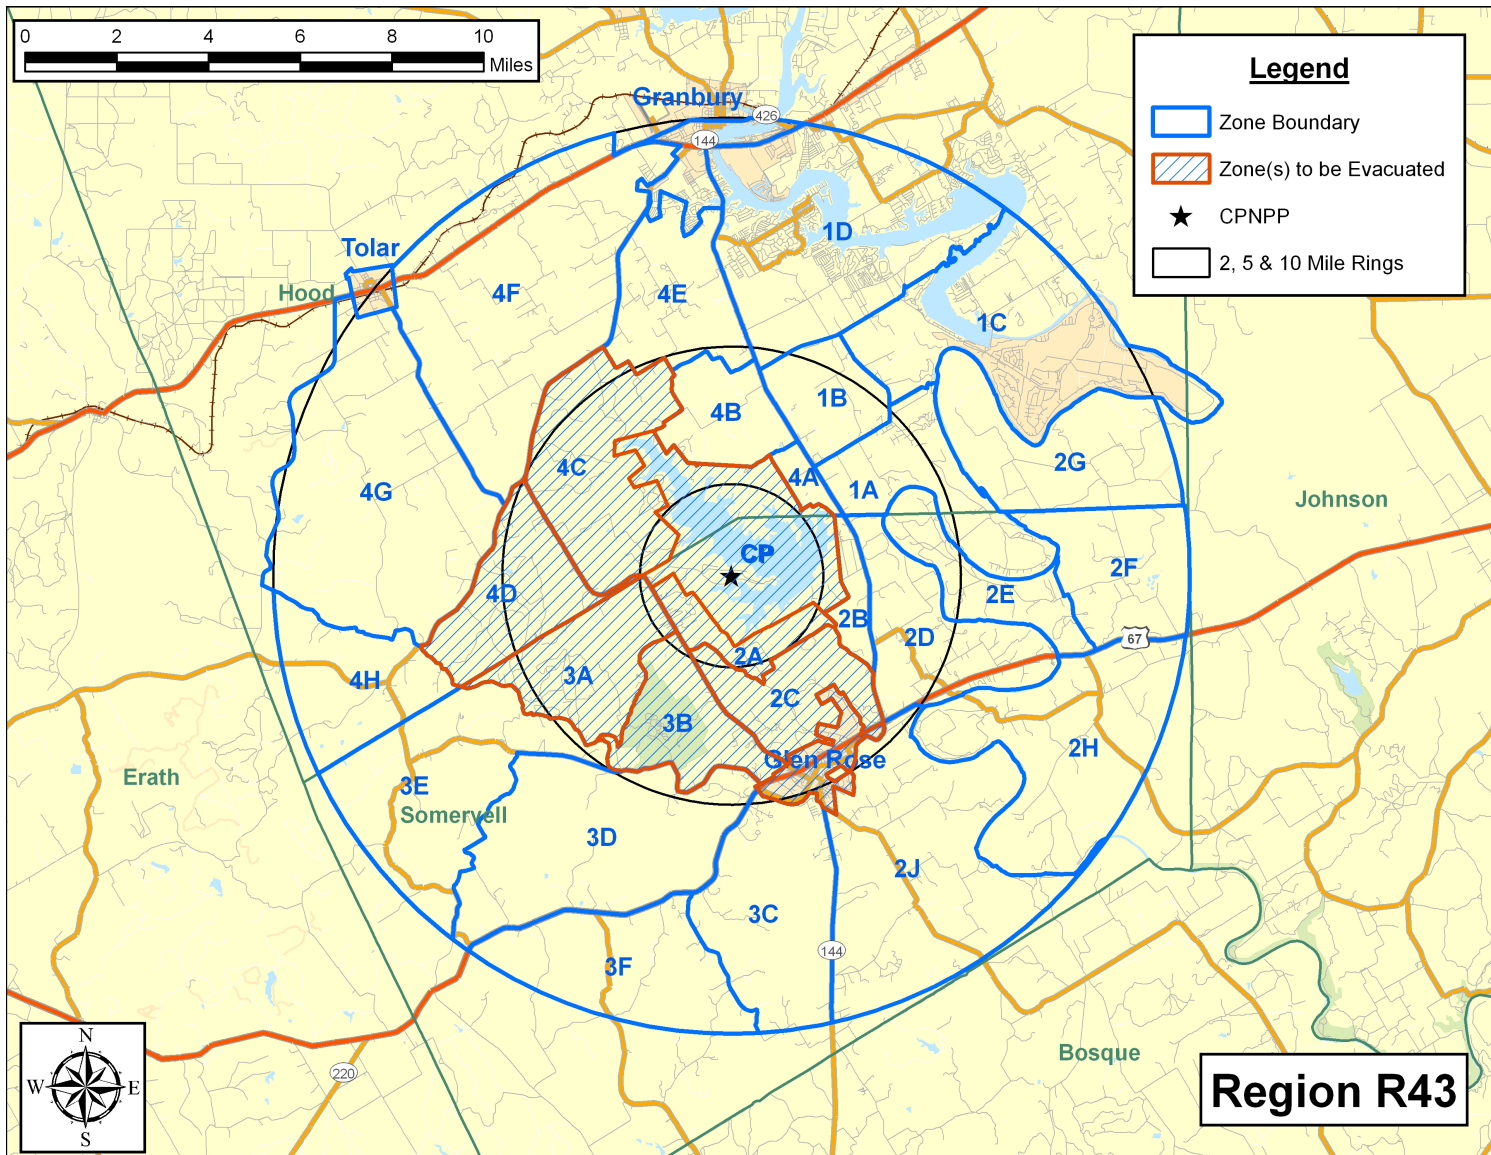 0 2 4 6 8 10
Miles
Legend
Zone Boundary
Zone(s) to be Evacuated
CPNPP
2, 5 & 10 Mile Rings
Granbury
426
144
1D
Tolar
Hood
4F
4E
1C
4B
1B
4C
4A
1A
2G
4G
Johnson
CP
2F
4D
2E
2B
2D
67
2A
3A
4H
2C
3B
2H
Glen Rose
Erath
3E
Somervell
3D
2J
3C
144
3F
Bosque
220
N
W E
S
Region R43